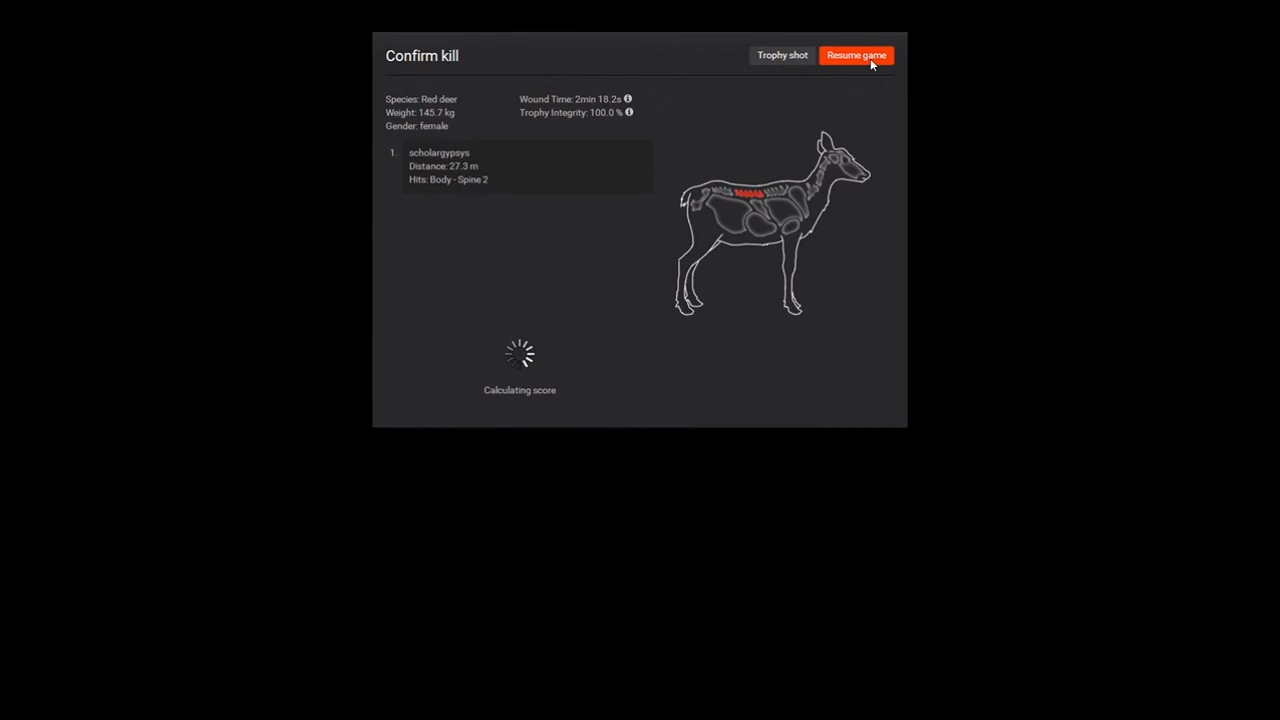 Confirm kill
Trophy shot
Resume game
Species: Red deer
Weight: 145.7 kg
Gender: female
Wound Time: 2min 18.2s
Trophy Integrity: 100.0 %
1.
scholargypsys
Distance: 27.3 m
Hits: Body - Spine 2
Calculating score